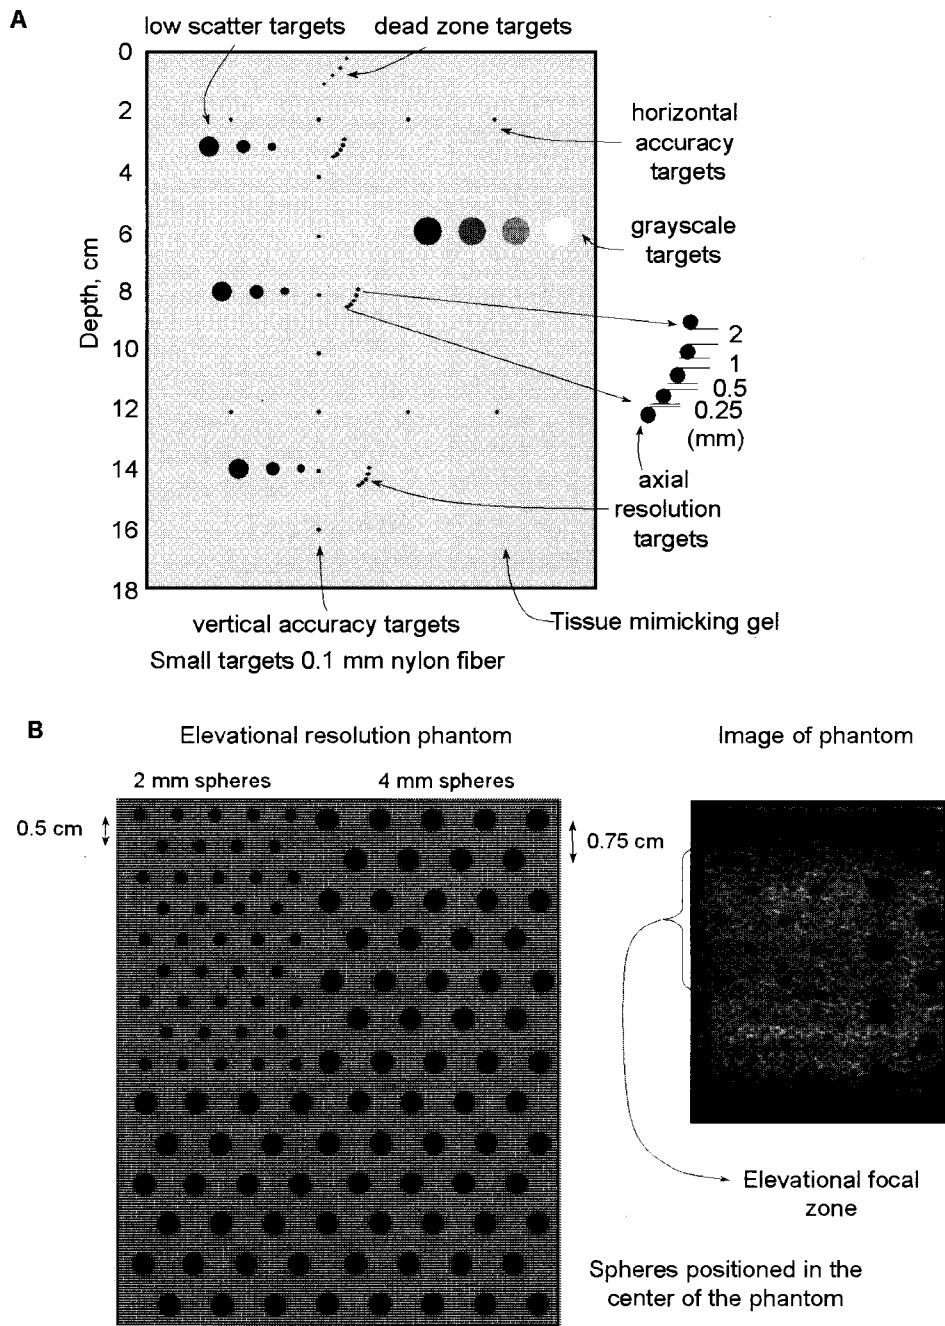 A
low scatter targets
dead zone targets
0
2
4
6
8
10
12
14
16
18
Depth, cm
horizontal
accuracy
targets
grayscale
targets
2
1
0.5
0.25
(mm)
axial
resolution
targets
vertical accuracy targets
Tissue mimicking gel
Small targets 0.1 mm nylon fiber
B
Elevational resolution phantom
Image of phantom
2 mm spheres
4 mm spheres
0.5 cm
0.75 cm
Elevational focal
zone
Spheres positioned in the
center of the phantom